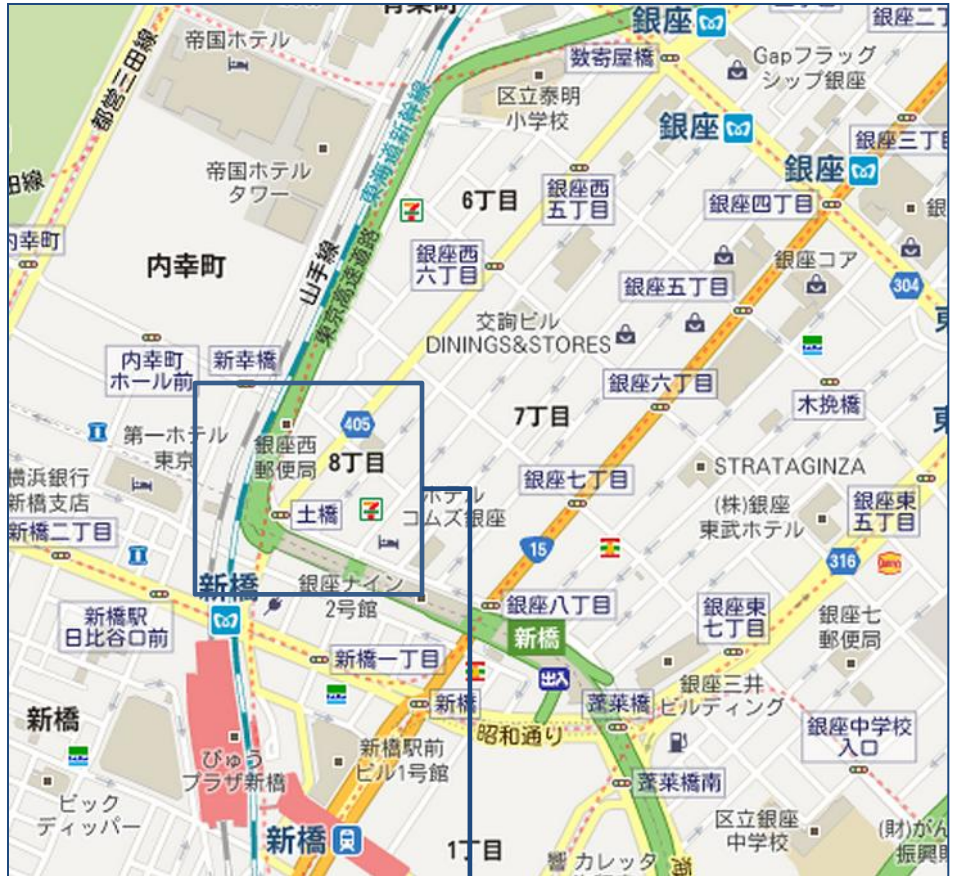 有楽町
銀座
銀座二丁
帝国ホテル
数寄屋橋
Gapフラッグ
シップ銀座
都営三田線
区立泰明
小学校
東海道新幹線
銀座
銀座三丁目
帝国ホテル
タワー
銀座
田線
6丁目
銀座西
五丁目
銀座四丁目
銀
内幸町
内幸町
山手線
東京高速道路
銀座西
六丁目
銀座五丁目
銀座コア
304
東
交詢ビル
DININGS&STORES
内幸町
ホール前
新幸橋
銀座六丁目
木挽橋
東
第一ホテル
東京
銀座西
郵便局
405
8丁目
7丁目
横浜銀行
新橋支店
土橋
ホテル
コムズ銀座
銀座七丁目
STRATAGINZA
(株)銀座
東武ホテル
銀座東
五丁目
新橋二丁目
15
316
新橋
銀座ナイン
2号館
銀座八丁目
新橋
銀座東
七丁目
銀座七
郵便局
新橋駅
日比谷口前
新橋一丁目
出入
銀座三井
ビルディング
新橋
新橋
昭和通り
蓬莱橋
銀座中学校
入口
びゅう
プラザ新橋
新橋駅前
ビル1号館
蓬莱橋南
ビック
ディッパー
新橋
1丁目
区立銀座
中学校
(財)がん
振興財
カレッタ